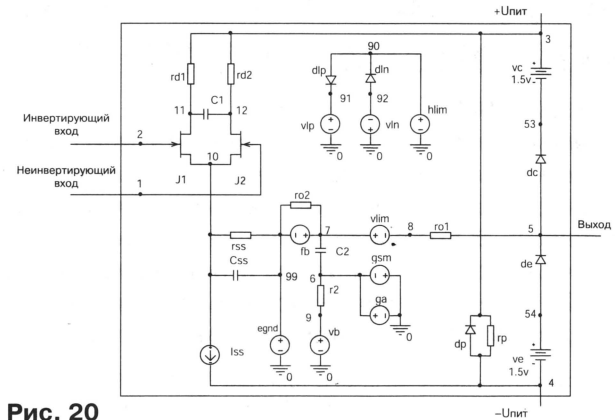 +Uпит
3
90
vc
1.5v
dlp
dln
rd1
rd2
hlim
91
92
11
C1
12
vlp
vln
53
0
0
0
Инвертирующий
вход
2
dc
10
Неинвертирующий
вход
1
J1
J2
ro2
vlim
8
ro1
5
Выход
7
rss
fb
C2
de
gsm
Css
99
6
r2
ga
54
9
egnd
vb
0
dp
rp
ve
1.5v
Iss
0
0
4
Рис. 20
−Uпит